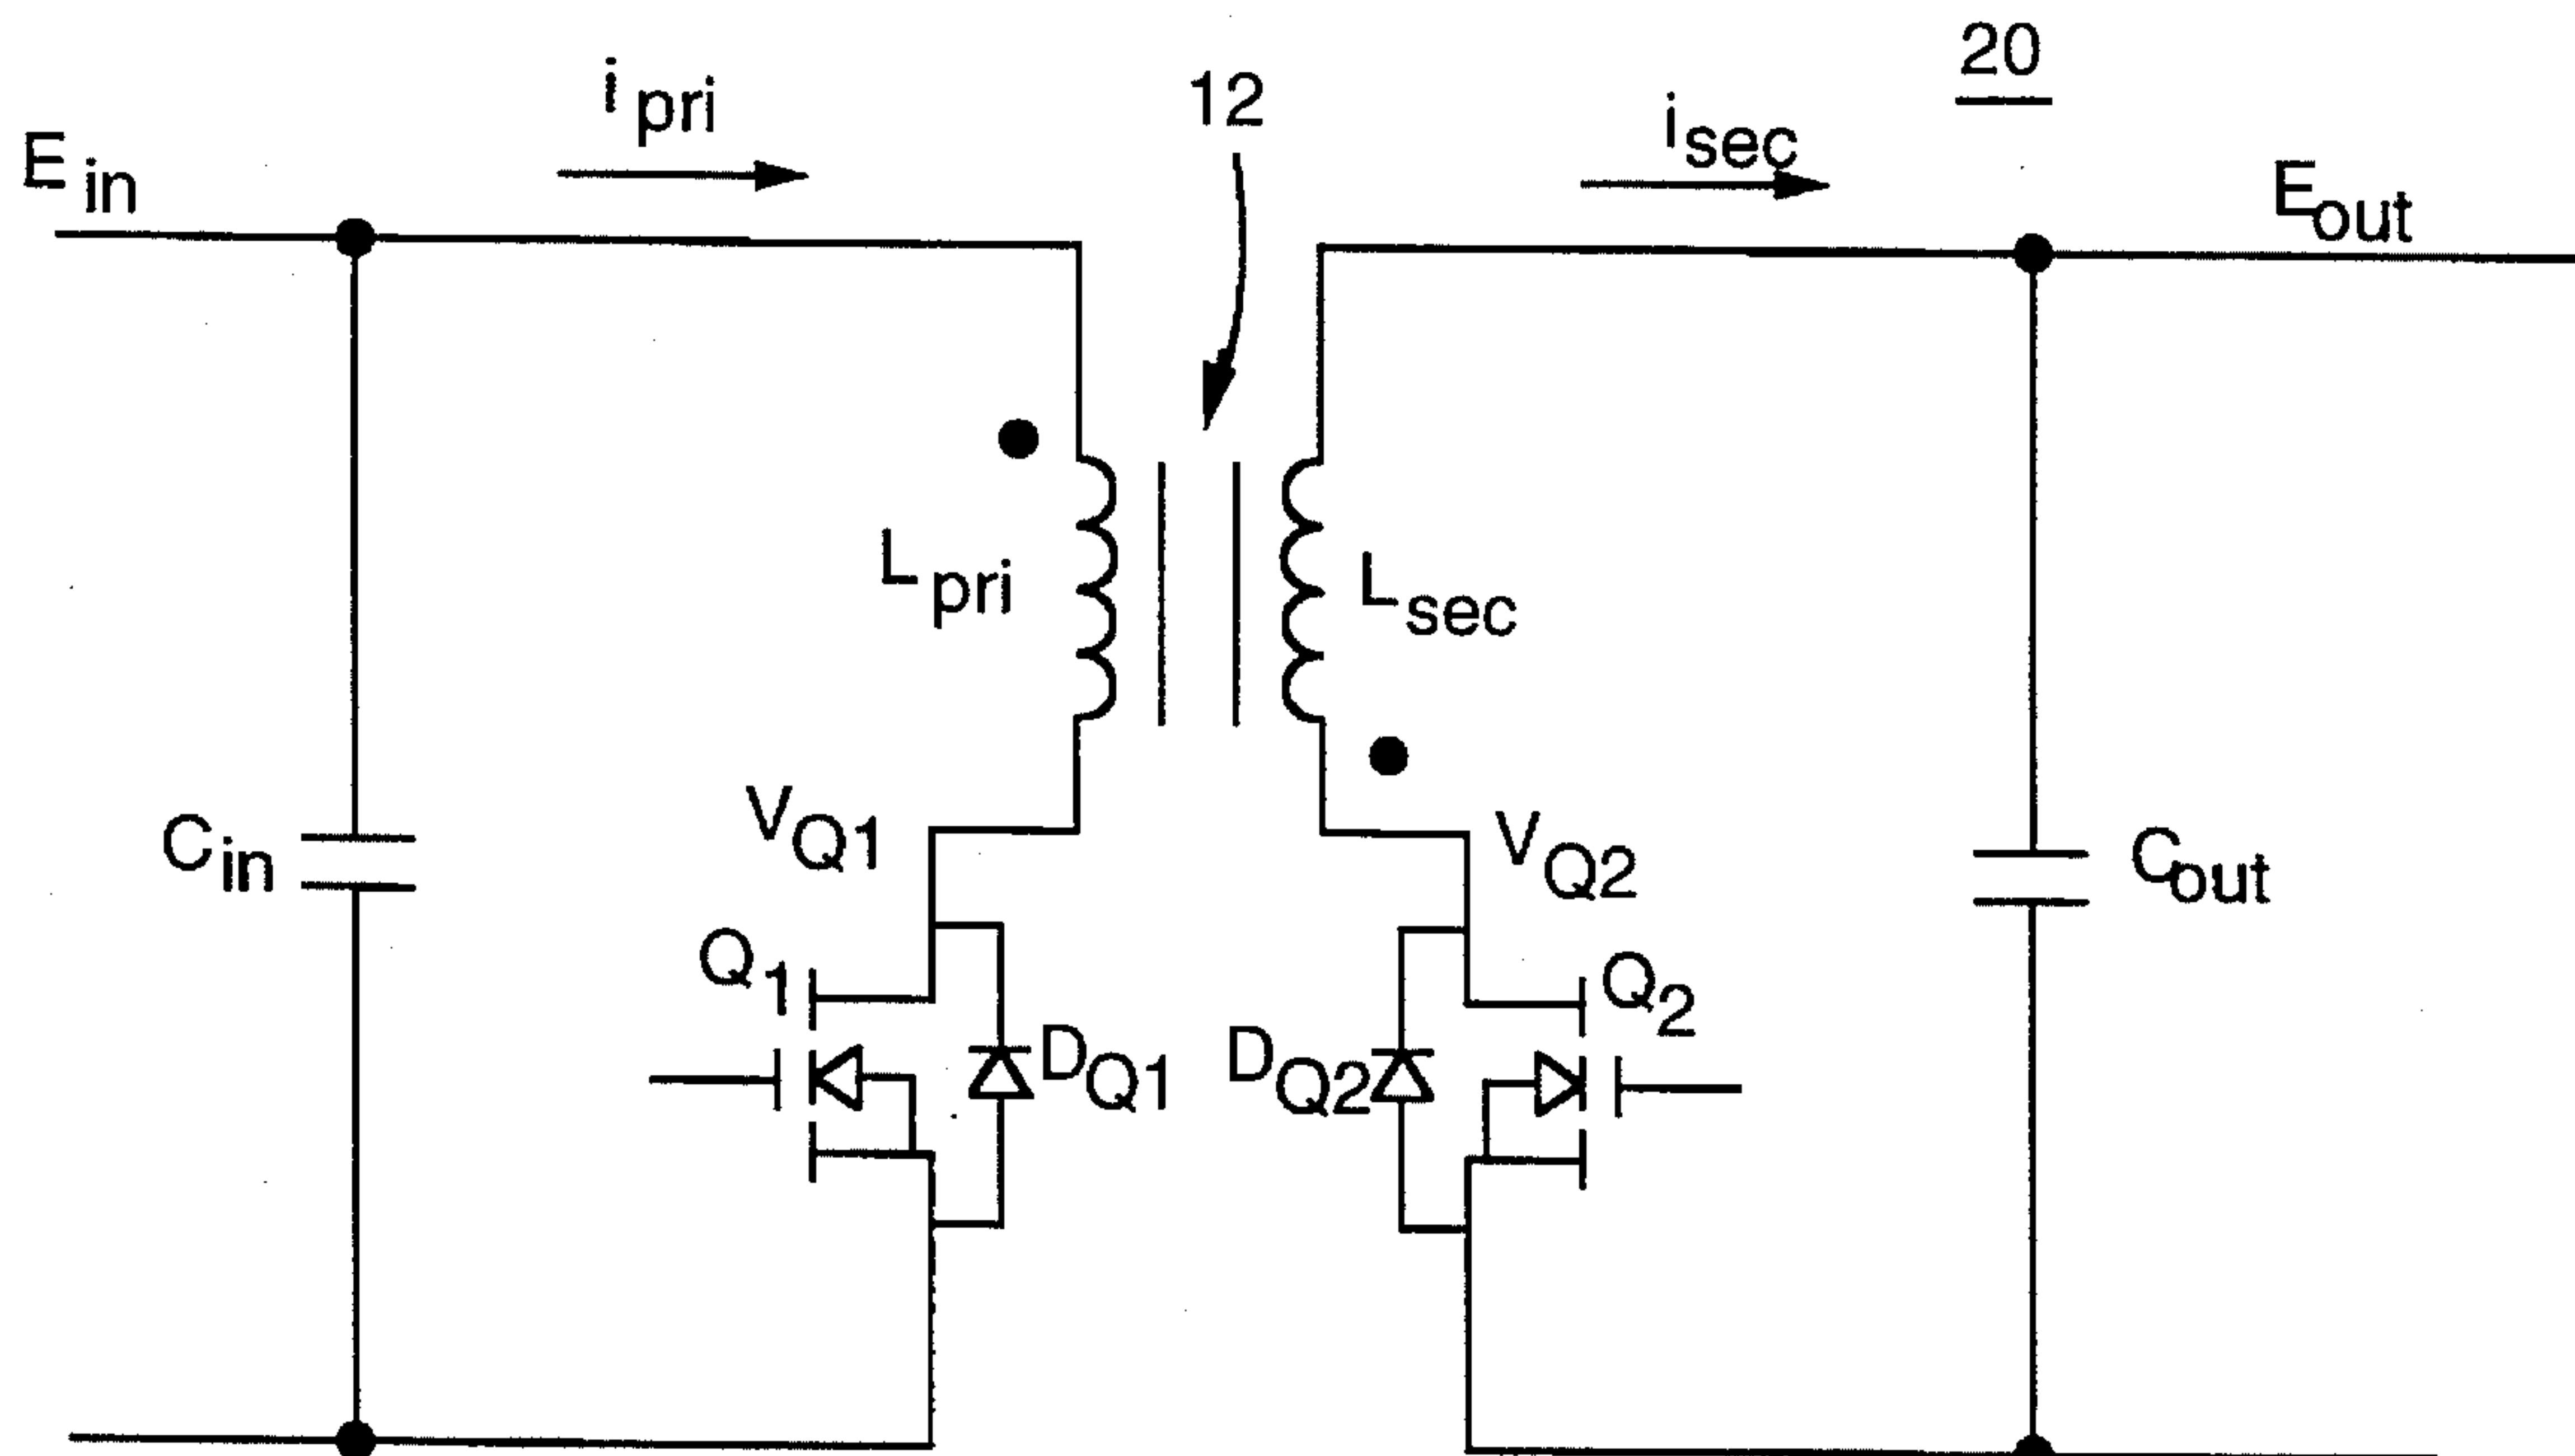 20
12
i pri
i sec
E in
E out
L pri
L sec
V Q1
V Q2
C in
C out
Q 1
Q 2
D Q1
D Q2